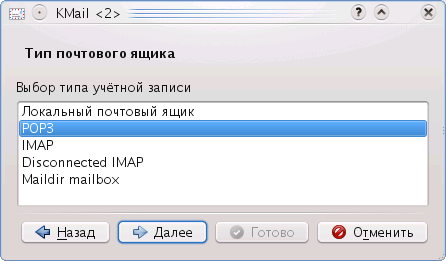 KMail <2>
Тип почтового ящика
Выбор типа учётной записи
Локальный почтовый ящик
POP3
IMAP
Disconnected IMAP
Maildir mailbox
Назад Далее Готово Отменить